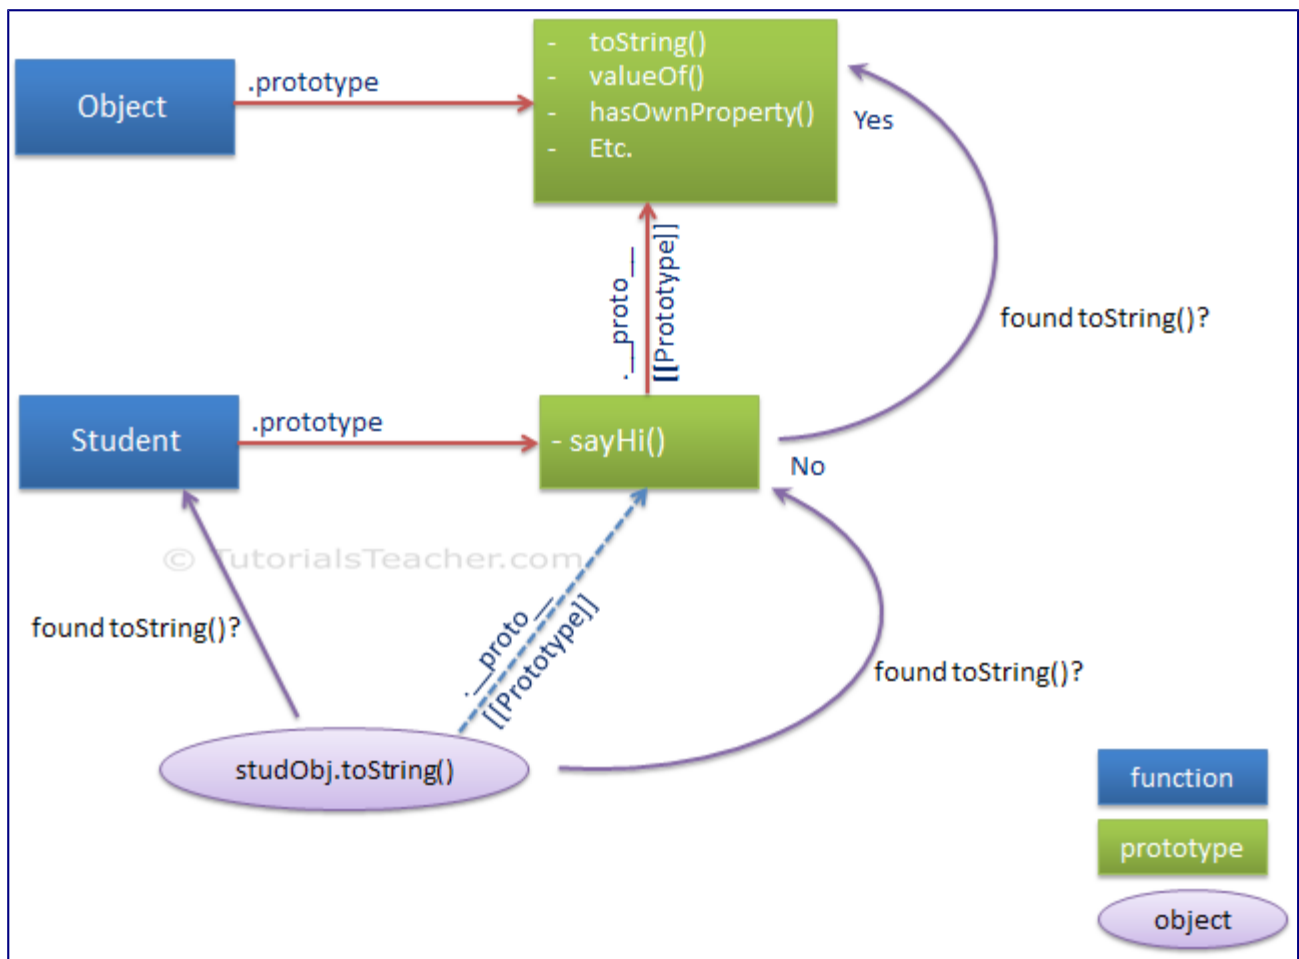 - toString()
- valueOf()
- hasOwnProperty()
- Etc.
Object
.prototype
Yes
.__proto__
[[Prototype]]
found toString()?
Student
.prototype
- sayHi()
No
© TutorialsTeacher.com
.__proto__
[[Prototype]]
found toString()?
found toString()?
studObj.toString()
function
prototype
object